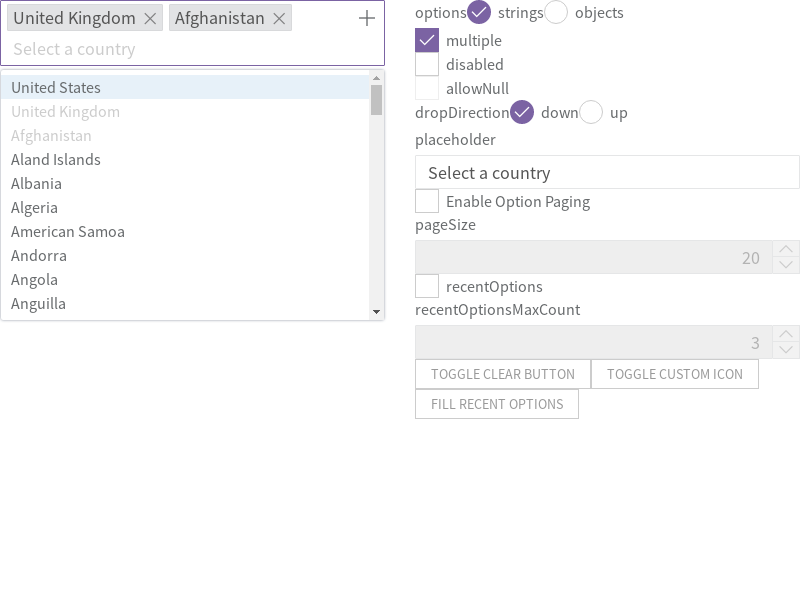 United Kingdom Afghanistan
Select a country
United States
United Kingdom
Afghanistan
Aland Islands
Albania
Algeria
American Samoa
Andorra
Angola
Anguilla
options strings objects
multiple
disabled
allowNull
dropDirection down up
placeholder
Select a country
Enable Option Paging
pageSize
20
recentOptions
recentOptionsMaxCount
3
TOGGLE CLEAR BUTTON TOGGLE CUSTOM ICON
FILL RECENT OPTIONS